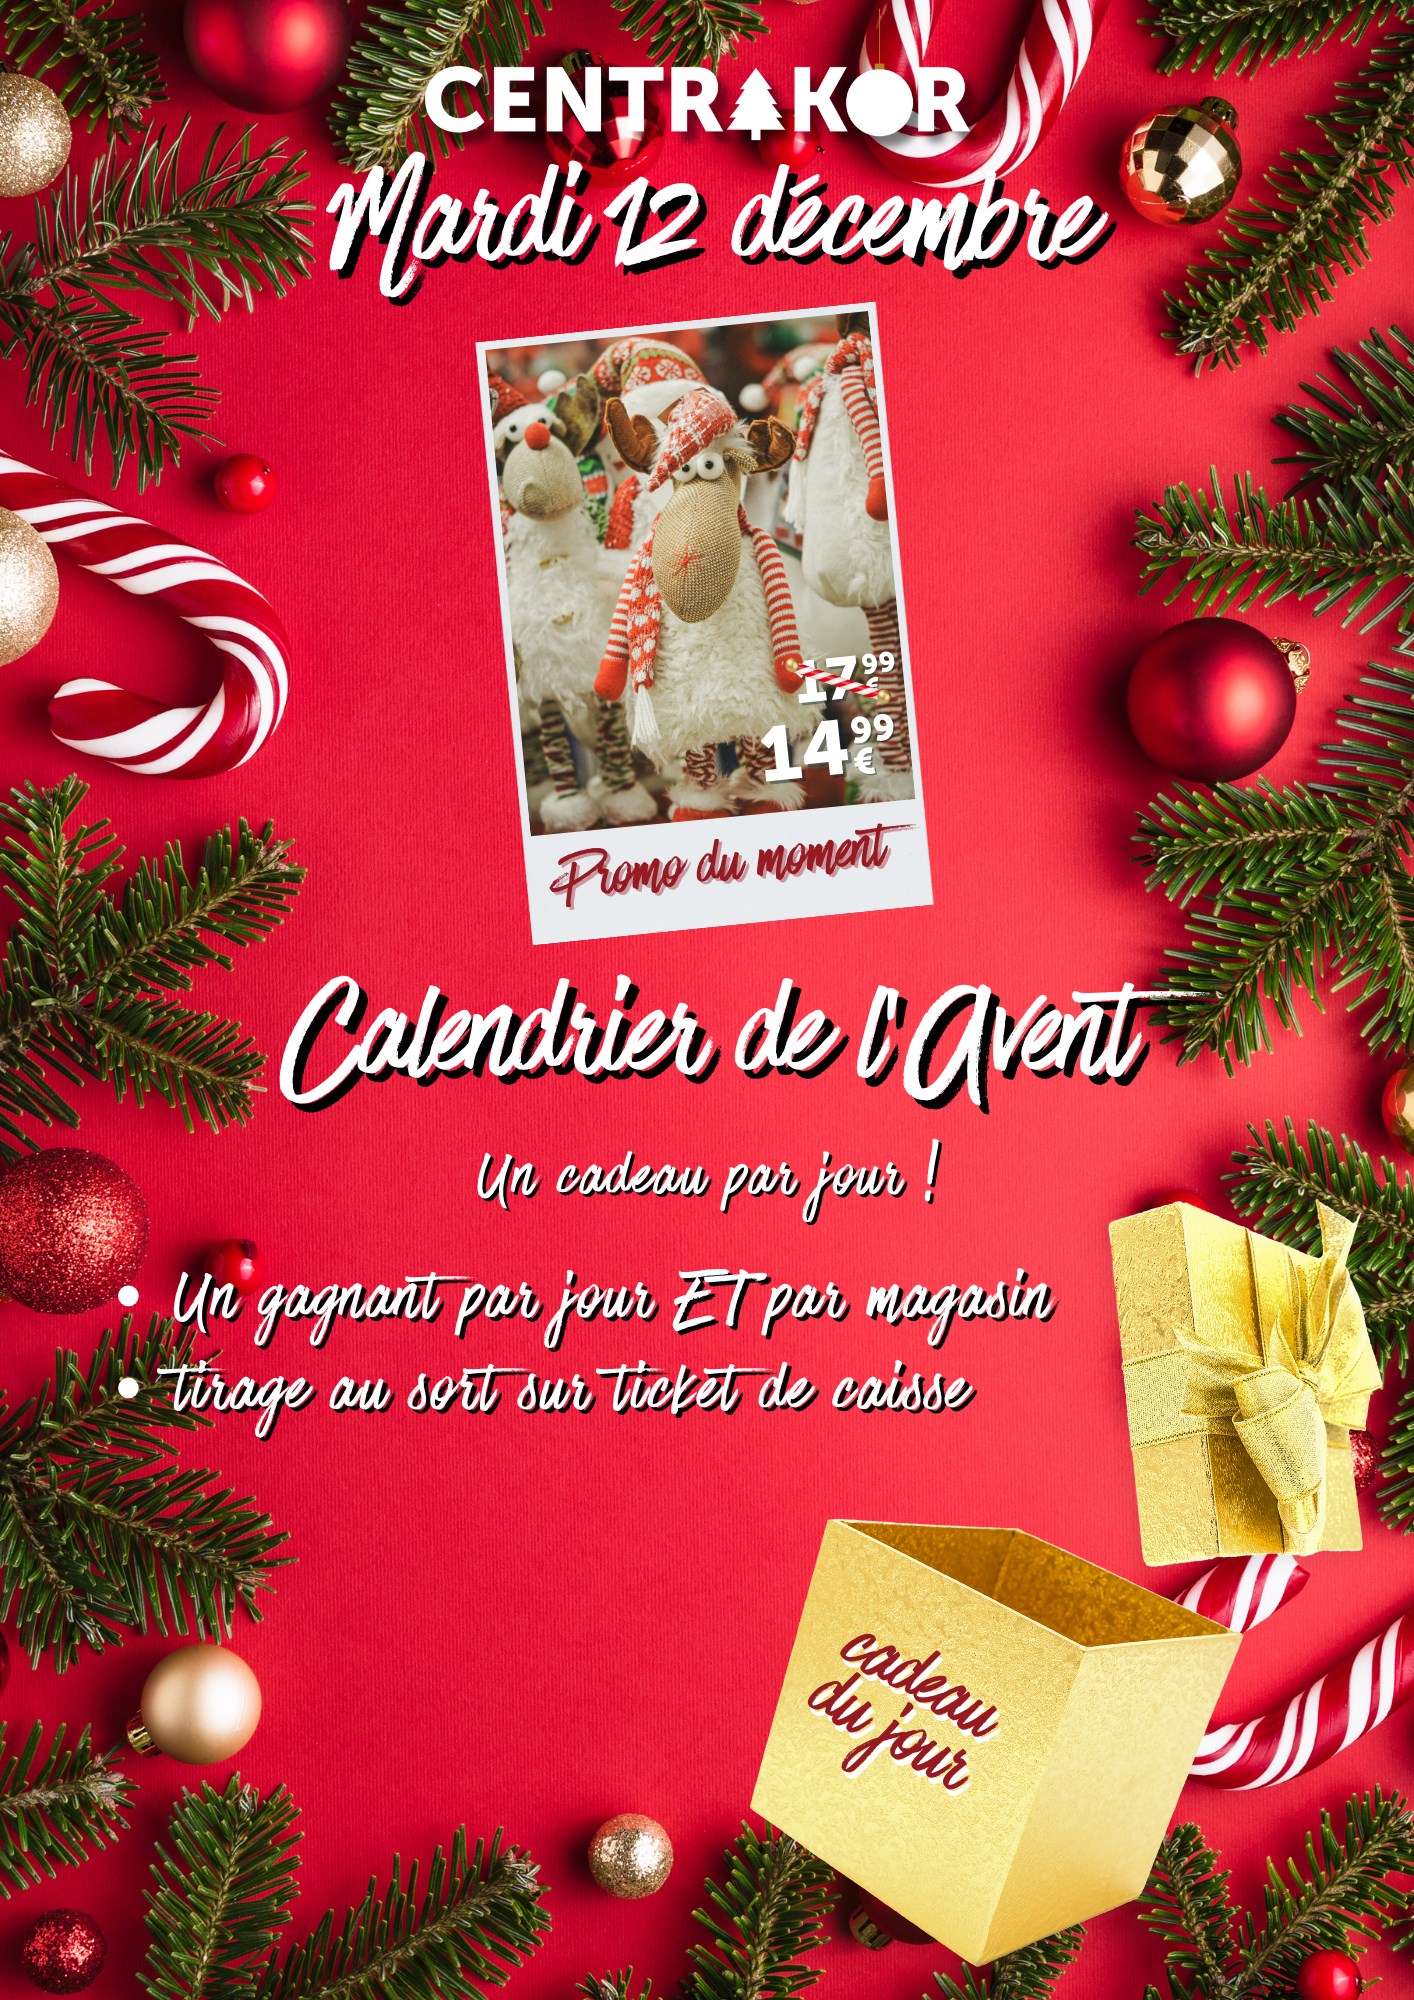 CENTRAKOR
Mardi 12 décembre
17€99
14€99
Promo du moment
Calendrier de l'Avent
Un cadeau par jour !
• Un gagnant par jour ET par magasin
• tirage au sort sur ticket de caisse
cadeau
du jour